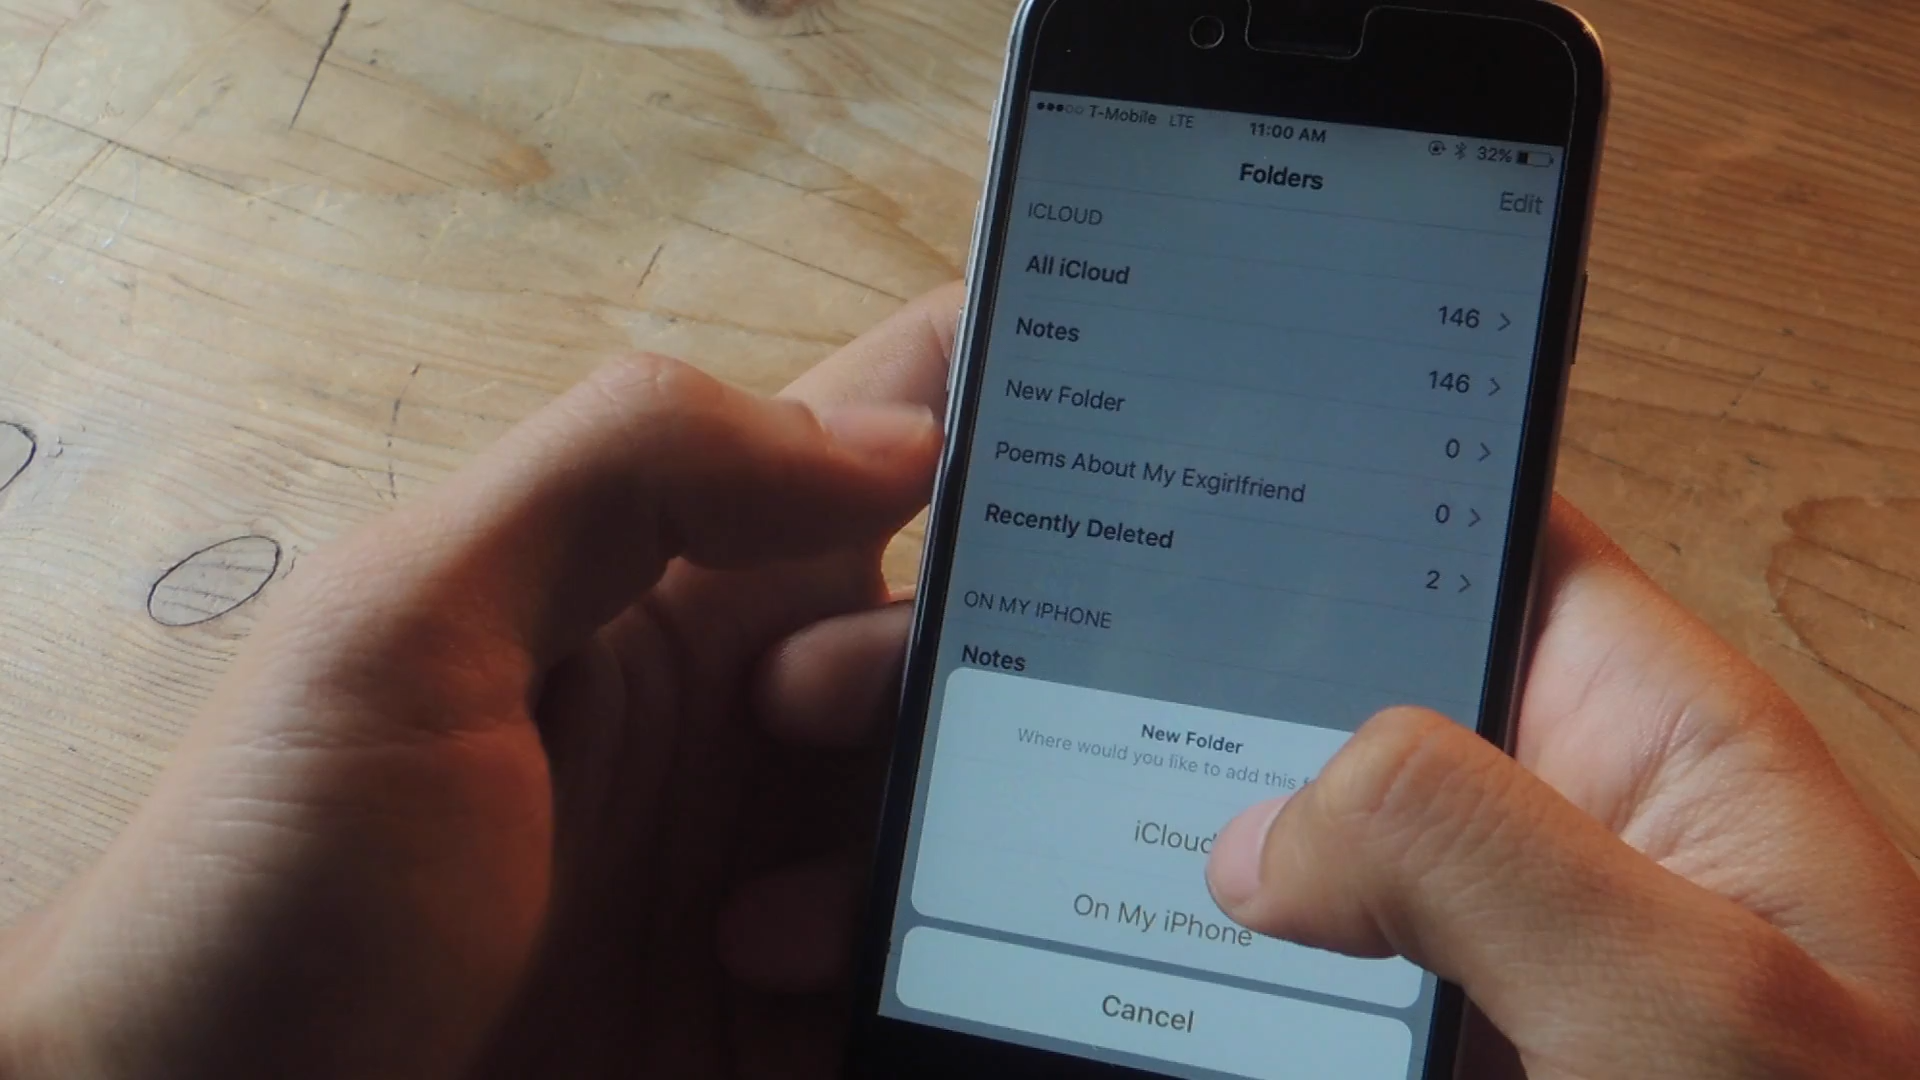 T-Mobile LTE 11:00 AM 32%
Folders
Edit
ICLOUD
All iCloud 146
Notes 146
New Folder 0
Poems About My Exgirlfriend 0
Recently Deleted 2
ON MY IPHONE
Notes
New Folder
Where would you like to add this
iCloud
On My iPhone
Cancel